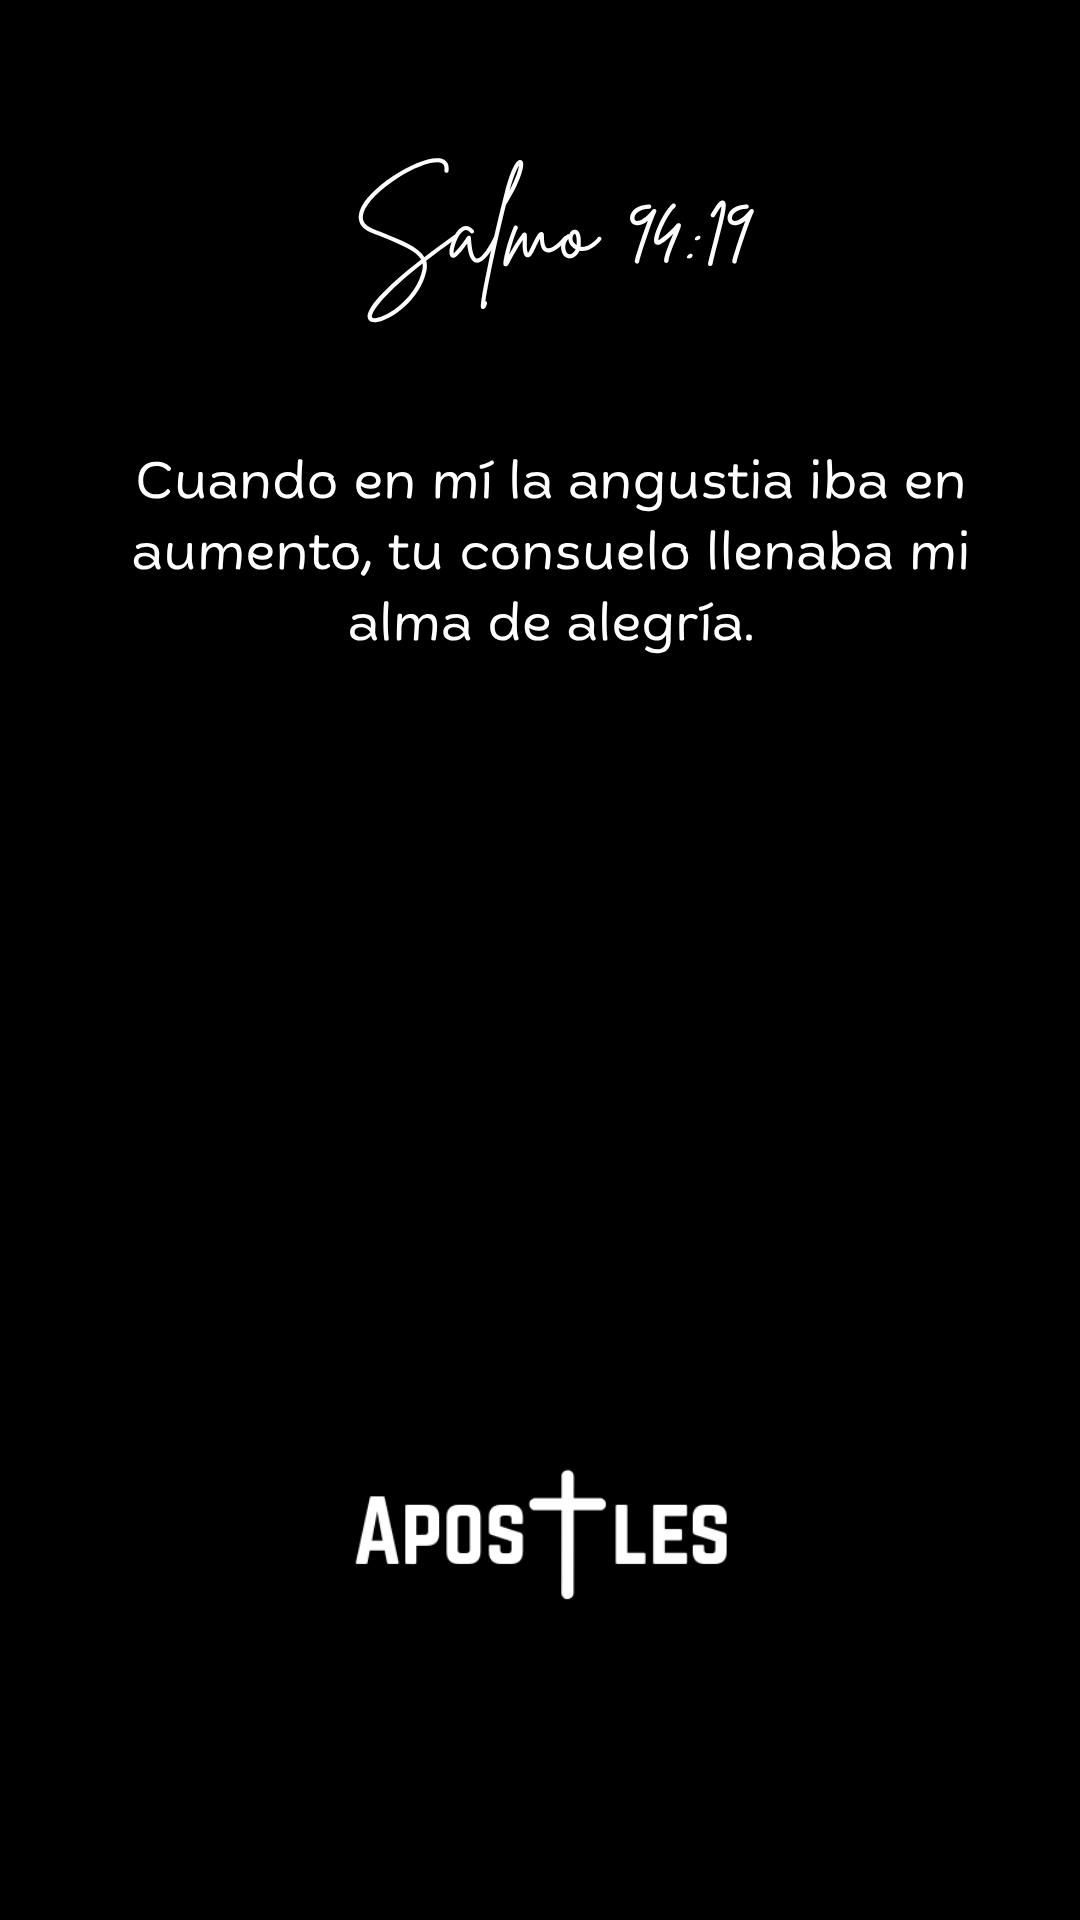 Salmo 94:19
Cuando en mí la angustia iba en
aumento, tu consuelo llenaba mi
alma de alegría.
APOSTLES